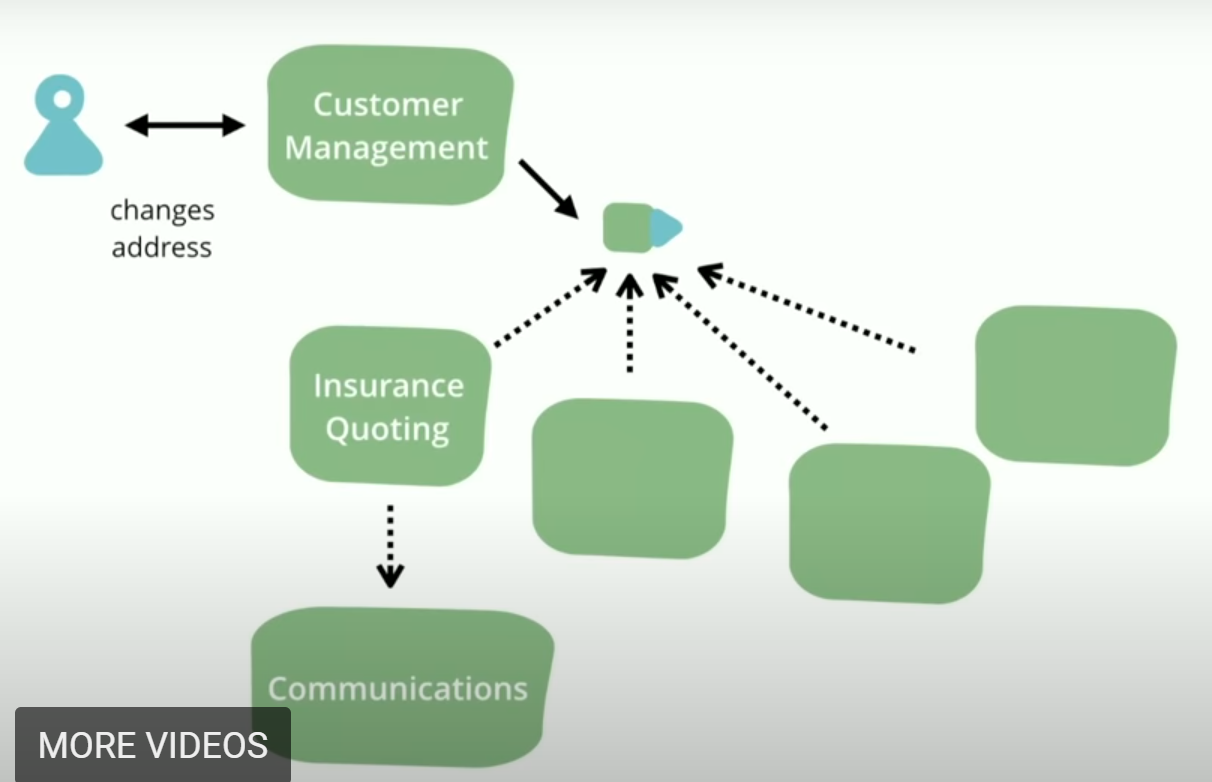 Customer
Management
changes
address
Insurance
Quoting
Communications
MORE VIDEOS